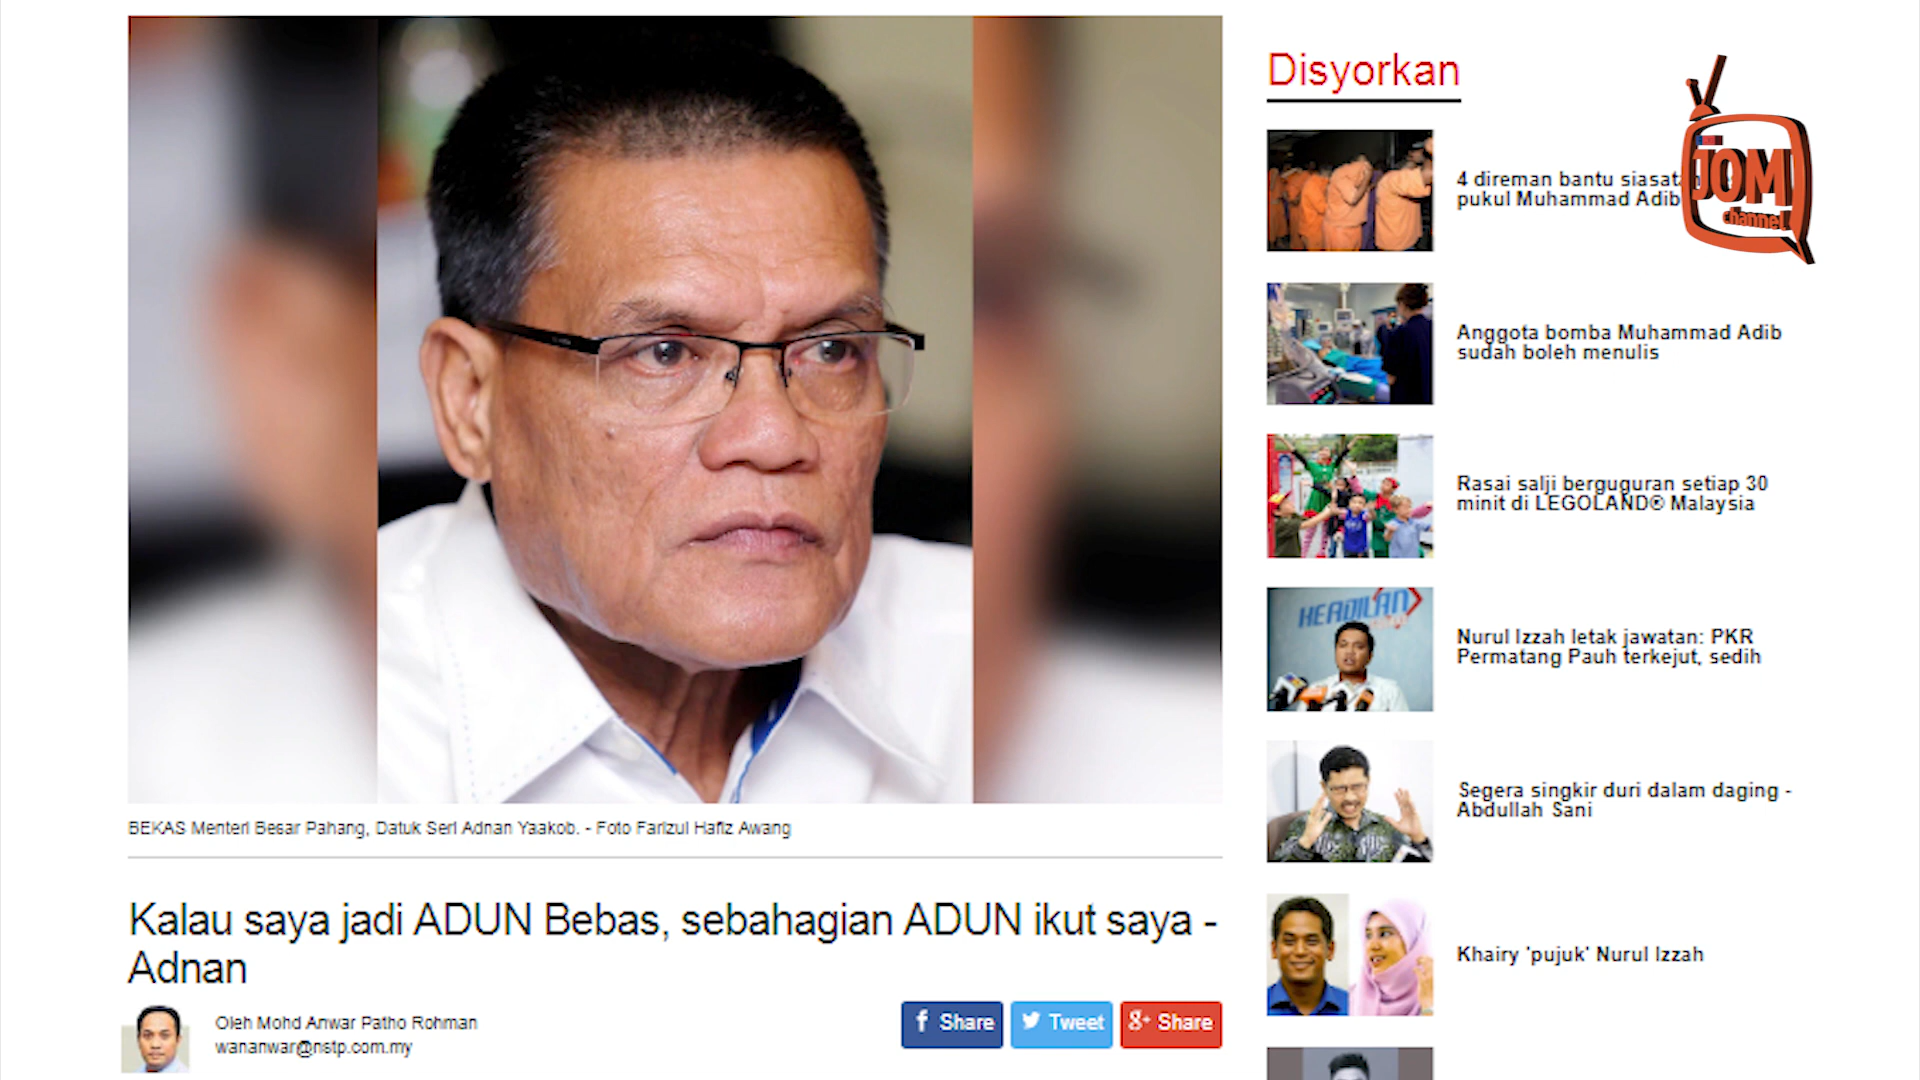 BEKAS Menteri Besar Pahang, Datuk Seri Adnan Yaakob. - Foto Farizul Hafiz Awang
Kalau saya jadi ADUN Bebas, sebahagian ADUN ikut saya -
Adnan
Oleh Mohd Anwar Patho Rohman
wananwar@nstp.com.my
Share
Tweet
Share
Disyorkan
4 direman bantu siasatan
pukul Muhammad Adib
JOM
channel
Anggota bomba Muhammad Adib
sudah boleh menulis
Rasai salji berguguran setiap 30
minit di LEGOLAND® Malaysia
KEADILAN
Nurul Izzah letak jawatan: PKR
Permatang Pauh terkejut, sedih
Segera singkir duri dalam daging -
Abdullah Sani
Khairy 'pujuk' Nurul Izzah